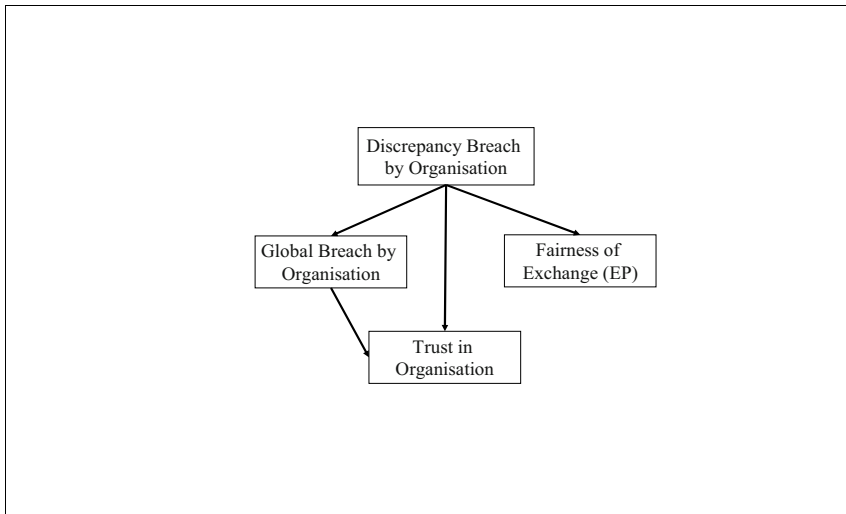 Discrepancy Breach
by Organisation
Global Breach by
Organisation
Fairness of
Exchange (EP)
Trust in
Organisation